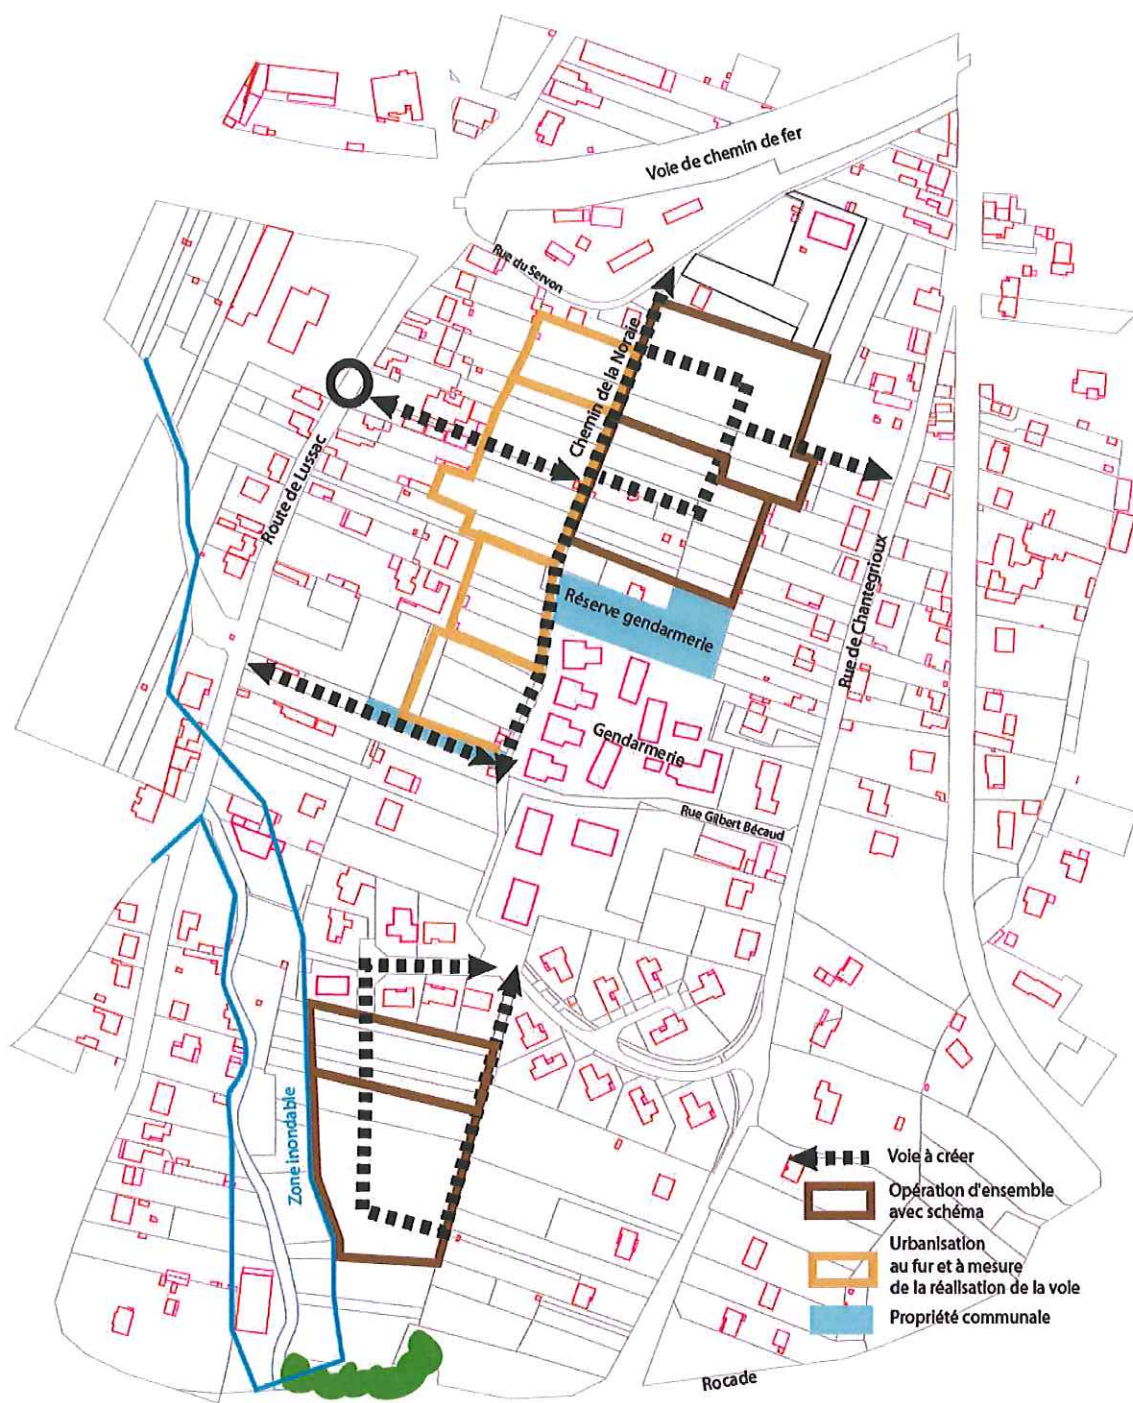 Voie de chemin de fer
Rue du Servon
Chemin de la Noraie
Route de Lussac
Réserve gendarmerie
Rue de Chantegrioux
Gendarmerie
Rue Gilbert Bécaud
Zone inondable
Voie à créer
Opération d'ensemble
avec schéma
Urbanisation
au fur et à mesure
de la réalisation de la voie
Propriété communale
Rocade